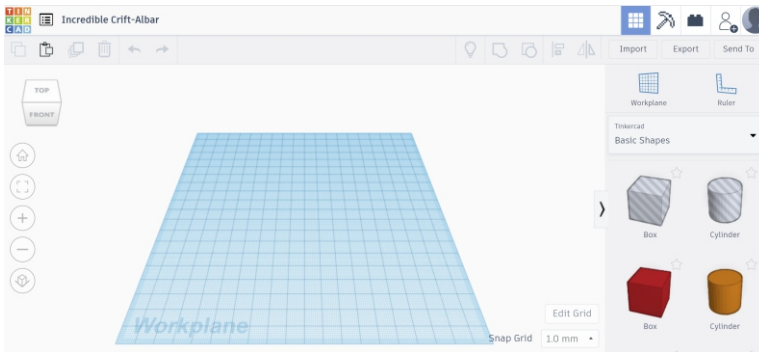 TIN
KER
CAD
Incredible Crift-Albar
Import
Export
Send To
TOP
FRONT
Workplane
Ruler
Tinkercad
Basic Shapes
Box
Cylinder
Box
Cylinder
Workplane
Edit Grid
Snap Grid
1.0 mm